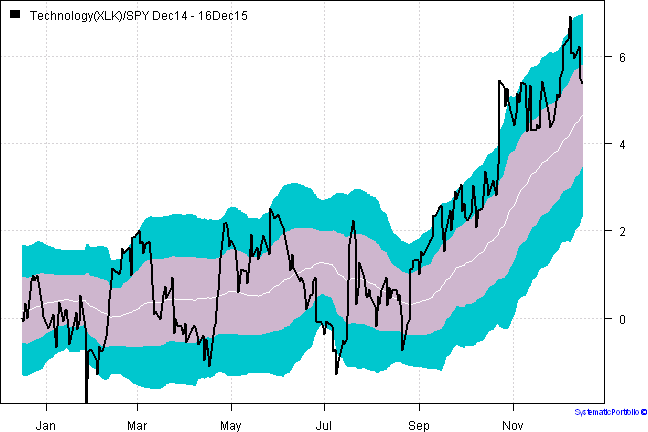 Technology(XLK)/SPY Dec14 - 16Dec15
6
4
2
0
Jan Mar May Jul Sep Nov
SystematicPortfolio ©